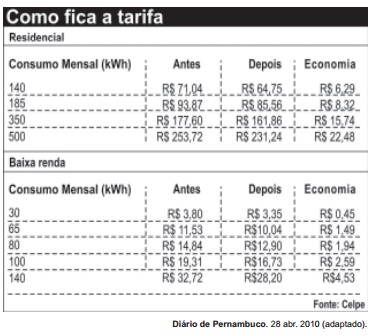 Como fica a tarifa
Residencial
Consumo Mensal (kWh) Antes Depois Economia
140 R$ 71,04 R$ 64,75 R$ 6,29
185 R$ 93,87 R$ 85,56 R$ 8,32
350 R$ 177,60 R$ 161,86 R$ 15,74
500 R$ 253,72 R$ 231,24 R$ 22,48
Baixa renda
Consumo Mensal (kWh) Antes Depois Economia
30 R$ 3,80 R$ 3,35 R$ 0,45
65 R$ 11,53 R$10,04 R$ 1,49
80 R$ 14,84 R$12,90 R$ 1,94
100 R$ 19,31 R$16,73 R$ 2,59
140 R$ 32,72 R$28,20 R$4,53
Fonte: Celpe
Diário de Pernambuco. 28 abr. 2010 (adaptado).